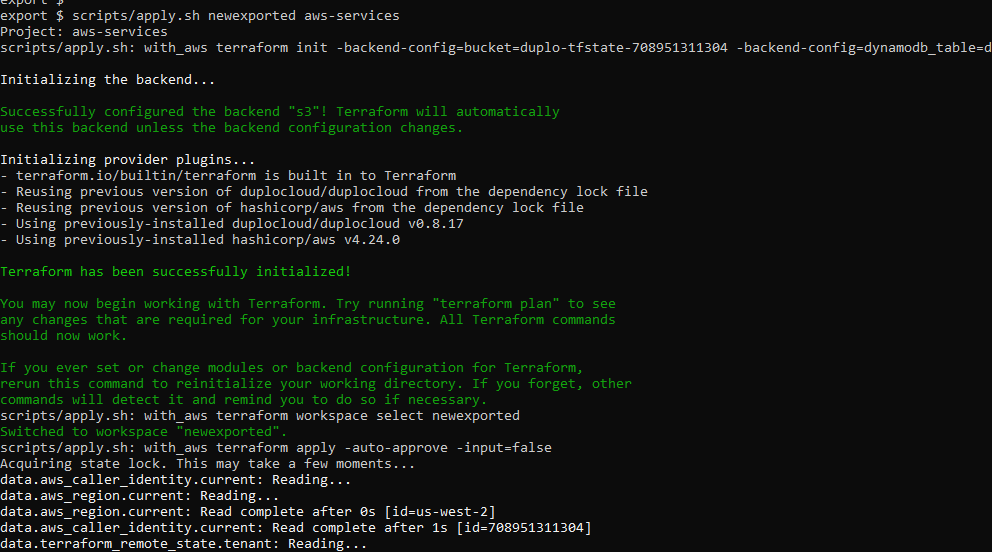 export $
export $ scripts/apply.sh newexported aws-services
Project: aws-services
scripts/apply.sh: with_aws terraform init -backend-config=bucket=duplo-tfstate-708951311304 -backend-config=dynamodb_table=d
Initializing the backend...
Successfully configured the backend "s3"! Terraform will automatically
use this backend unless the backend configuration changes.
Initializing provider plugins...
- terraform.io/builtin/terraform is built in to Terraform
- Reusing previous version of duplocloud/duplocloud from the dependency lock file
- Reusing previous version of hashicorp/aws from the dependency lock file
- Using previously-installed duplocloud/duplocloud v0.8.17
- Using previously-installed hashicorp/aws v4.24.0
Terraform has been successfully initialized!
You may now begin working with Terraform. Try running "terraform plan" to see
any changes that are required for your infrastructure. All Terraform commands
should now work.
If you ever set or change modules or backend configuration for Terraform,
rerun this command to reinitialize your working directory. If you forget, other
commands will detect it and remind you to do so if necessary.
scripts/apply.sh: with_aws terraform workspace select newexported
Switched to workspace "newexported".
scripts/apply.sh: with_aws terraform apply -auto-approve -input=false
Acquiring state lock. This may take a few moments...
data.aws_caller_identity.current: Reading...
data.aws_region.current: Reading...
data.aws_region.current: Read complete after 0s [id=us-west-2]
data.aws_caller_identity.current: Read complete after 1s [id=708951311304]
data.terraform_remote_state.tenant: Reading...